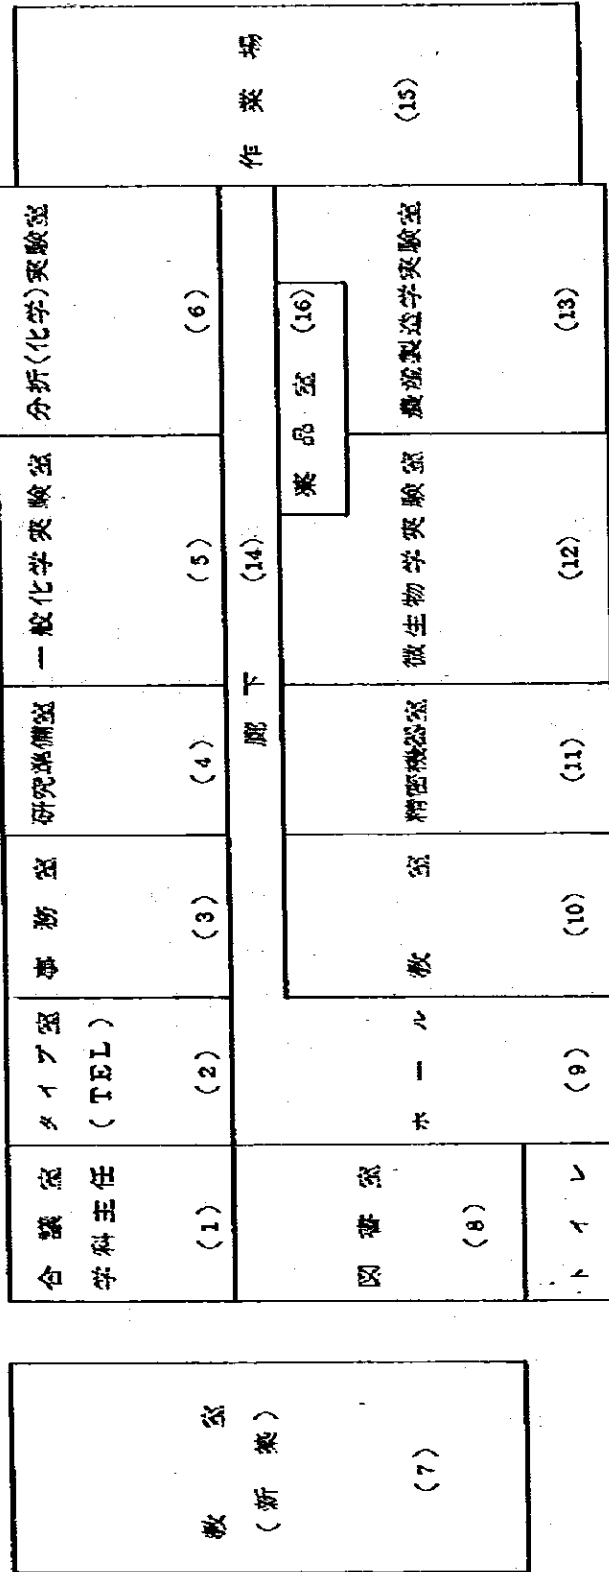 会議室
学科主任
(1)
タイプ室
(TEL)
(2)
事務室
(3)
研究準備室
(4)
一般化学実験室
(5)
分折(化学)実験室
(6)
教室
(新築)
(7)
図書室
(8)
トイレ
ホール
(9)
教室
(10)
精密機器室
(11)
微生物学実験室
(12)
農産製造学実験室
(13)
廊下
(14)
薬品室 (16)
作業場
(15)